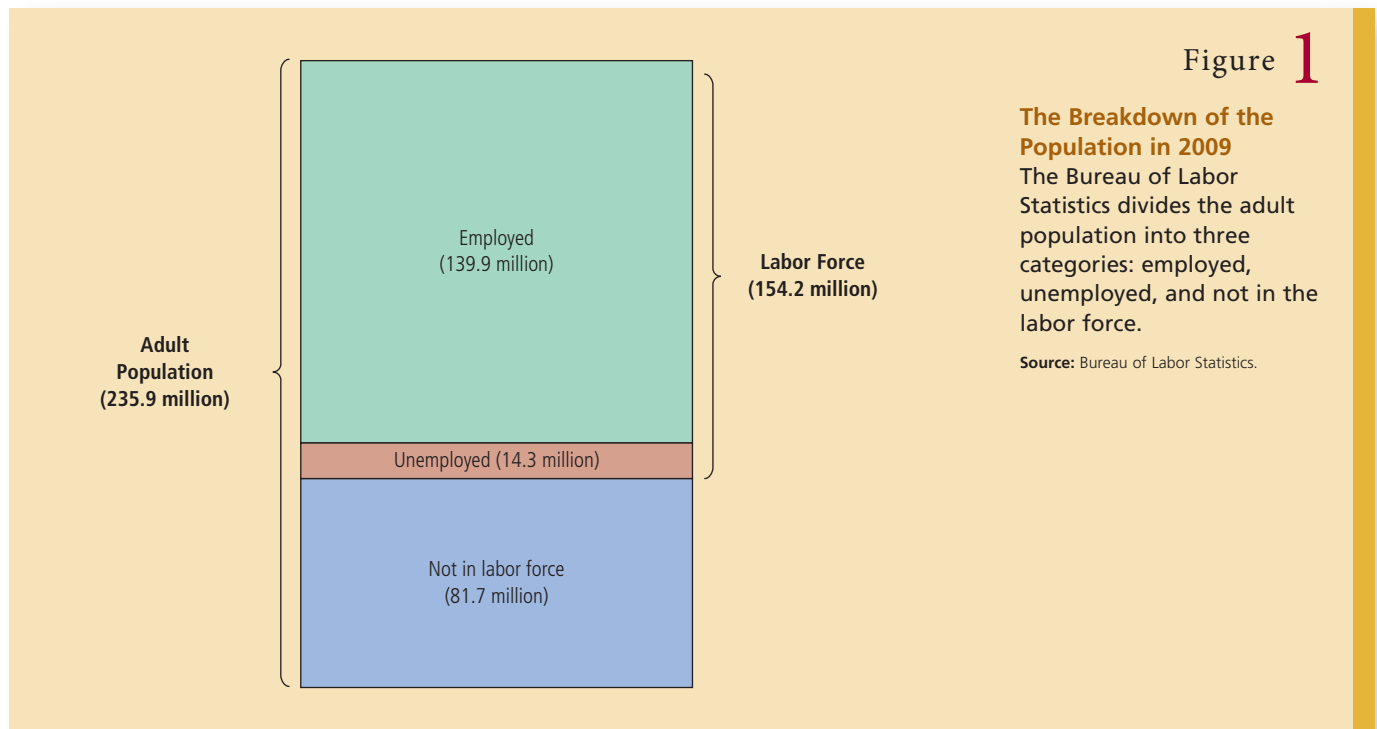 Figure 1
The Breakdown of the
Population in 2009
The Bureau of Labor
Statistics divides the adult
population into three
categories: employed,
unemployed, and not in the
labor force.
Source: Bureau of Labor Statistics.
Adult
Population
(235.9 million)
Employed
(139.9 million)
Unemployed (14.3 million)
Not in labor force
(81.7 million)
Labor Force
(154.2 million)